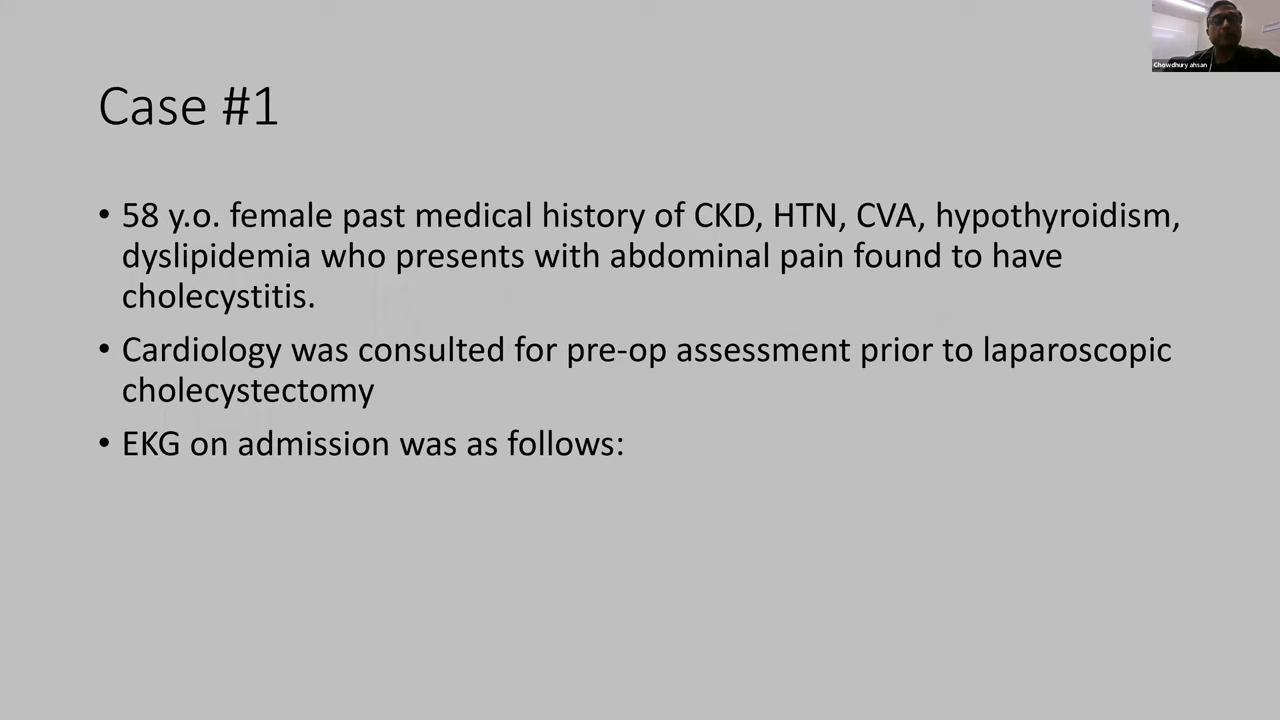 Chowdhury ahsan
Case #1
• 58 y.o. female past medical history of CKD, HTN, CVA, hypothyroidism,
dyslipidemia who presents with abdominal pain found to have
cholecystitis.
• Cardiology was consulted for pre-op assessment prior to laparoscopic
cholecystectomy
• EKG on admission was as follows: